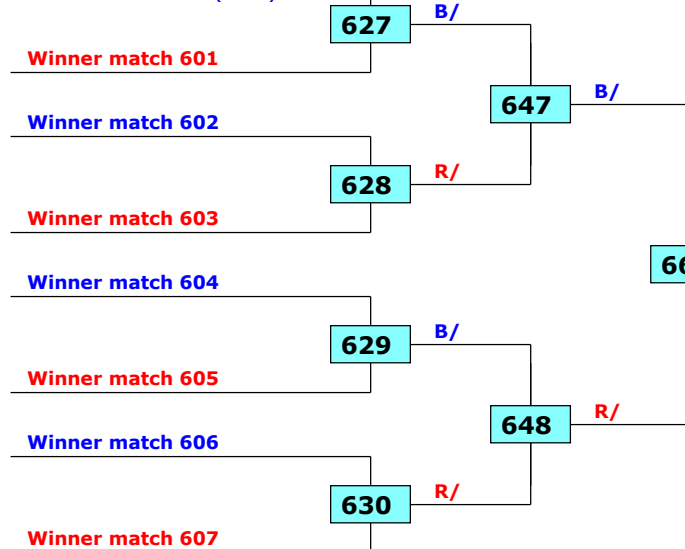 627
B/
Winner match 601
647
B/
Winner match 602
628
R/
Winner match 603
Winner match 604
629
B/
Winner match 605
648
R/
Winner match 606
630
R/
Winner match 607